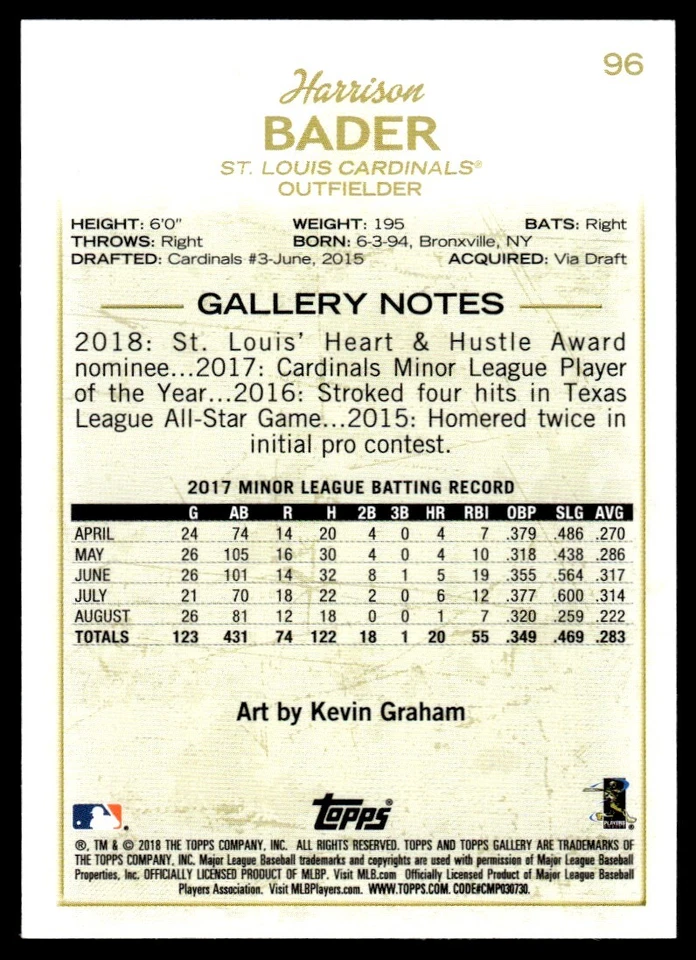 96
Harrison
BADER
ST. LOUIS CARDINALS®
OUTFIELDER
HEIGHT: 6'0" WEIGHT: 195 BATS: Right
THROWS: Right BORN: 6-3-94, Bronxville, NY
DRAFTED: Cardinals #3-June, 2015 ACQUIRED: Via Draft
GALLERY NOTES
2018: St. Louis' Heart & Hustle Award
nominee...2017: Cardinals Minor League Player
of the Year...2016: Stroked four hits in Texas
League All-Star Game...2015: Homered twice in
initial pro contest.
2017 MINOR LEAGUE BATTING RECORD
G AB R H 2B 3B HR RBI OBP SLG AVG
APRIL 24 74 14 20 4 0 4 7 .379 .486 .270
MAY 26 105 16 30 4 0 4 10 .318 .438 .286
JUNE 26 101 14 32 8 1 5 19 .355 .564 .317
JULY 21 70 18 22 2 0 6 12 .377 .600 .314
AUGUST 26 81 12 18 0 0 1 7 .320 .259 .222
TOTALS 123 431 74 122 18 1 20 55 .349 .469 .283
Art by Kevin Graham
topps®
PLAYERS
®, TM & © 2018 THE TOPPS COMPANY, INC. ALL RIGHTS RESERVED. TOPPS AND TOPPS GALLERY ARE TRADEMARKS OF
THE TOPPS COMPANY, INC. Major League Baseball trademarks and copyrights are used with permission of Major League Baseball
Properties, Inc. OFFICIALLY LICENSED PRODUCT OF MLBP. Visit MLB.com Officially Licensed Product of Major League Baseball
Players Association. Visit MLBPlayers.com. WWW.TOPPS.COM. CODE#CMP030730.